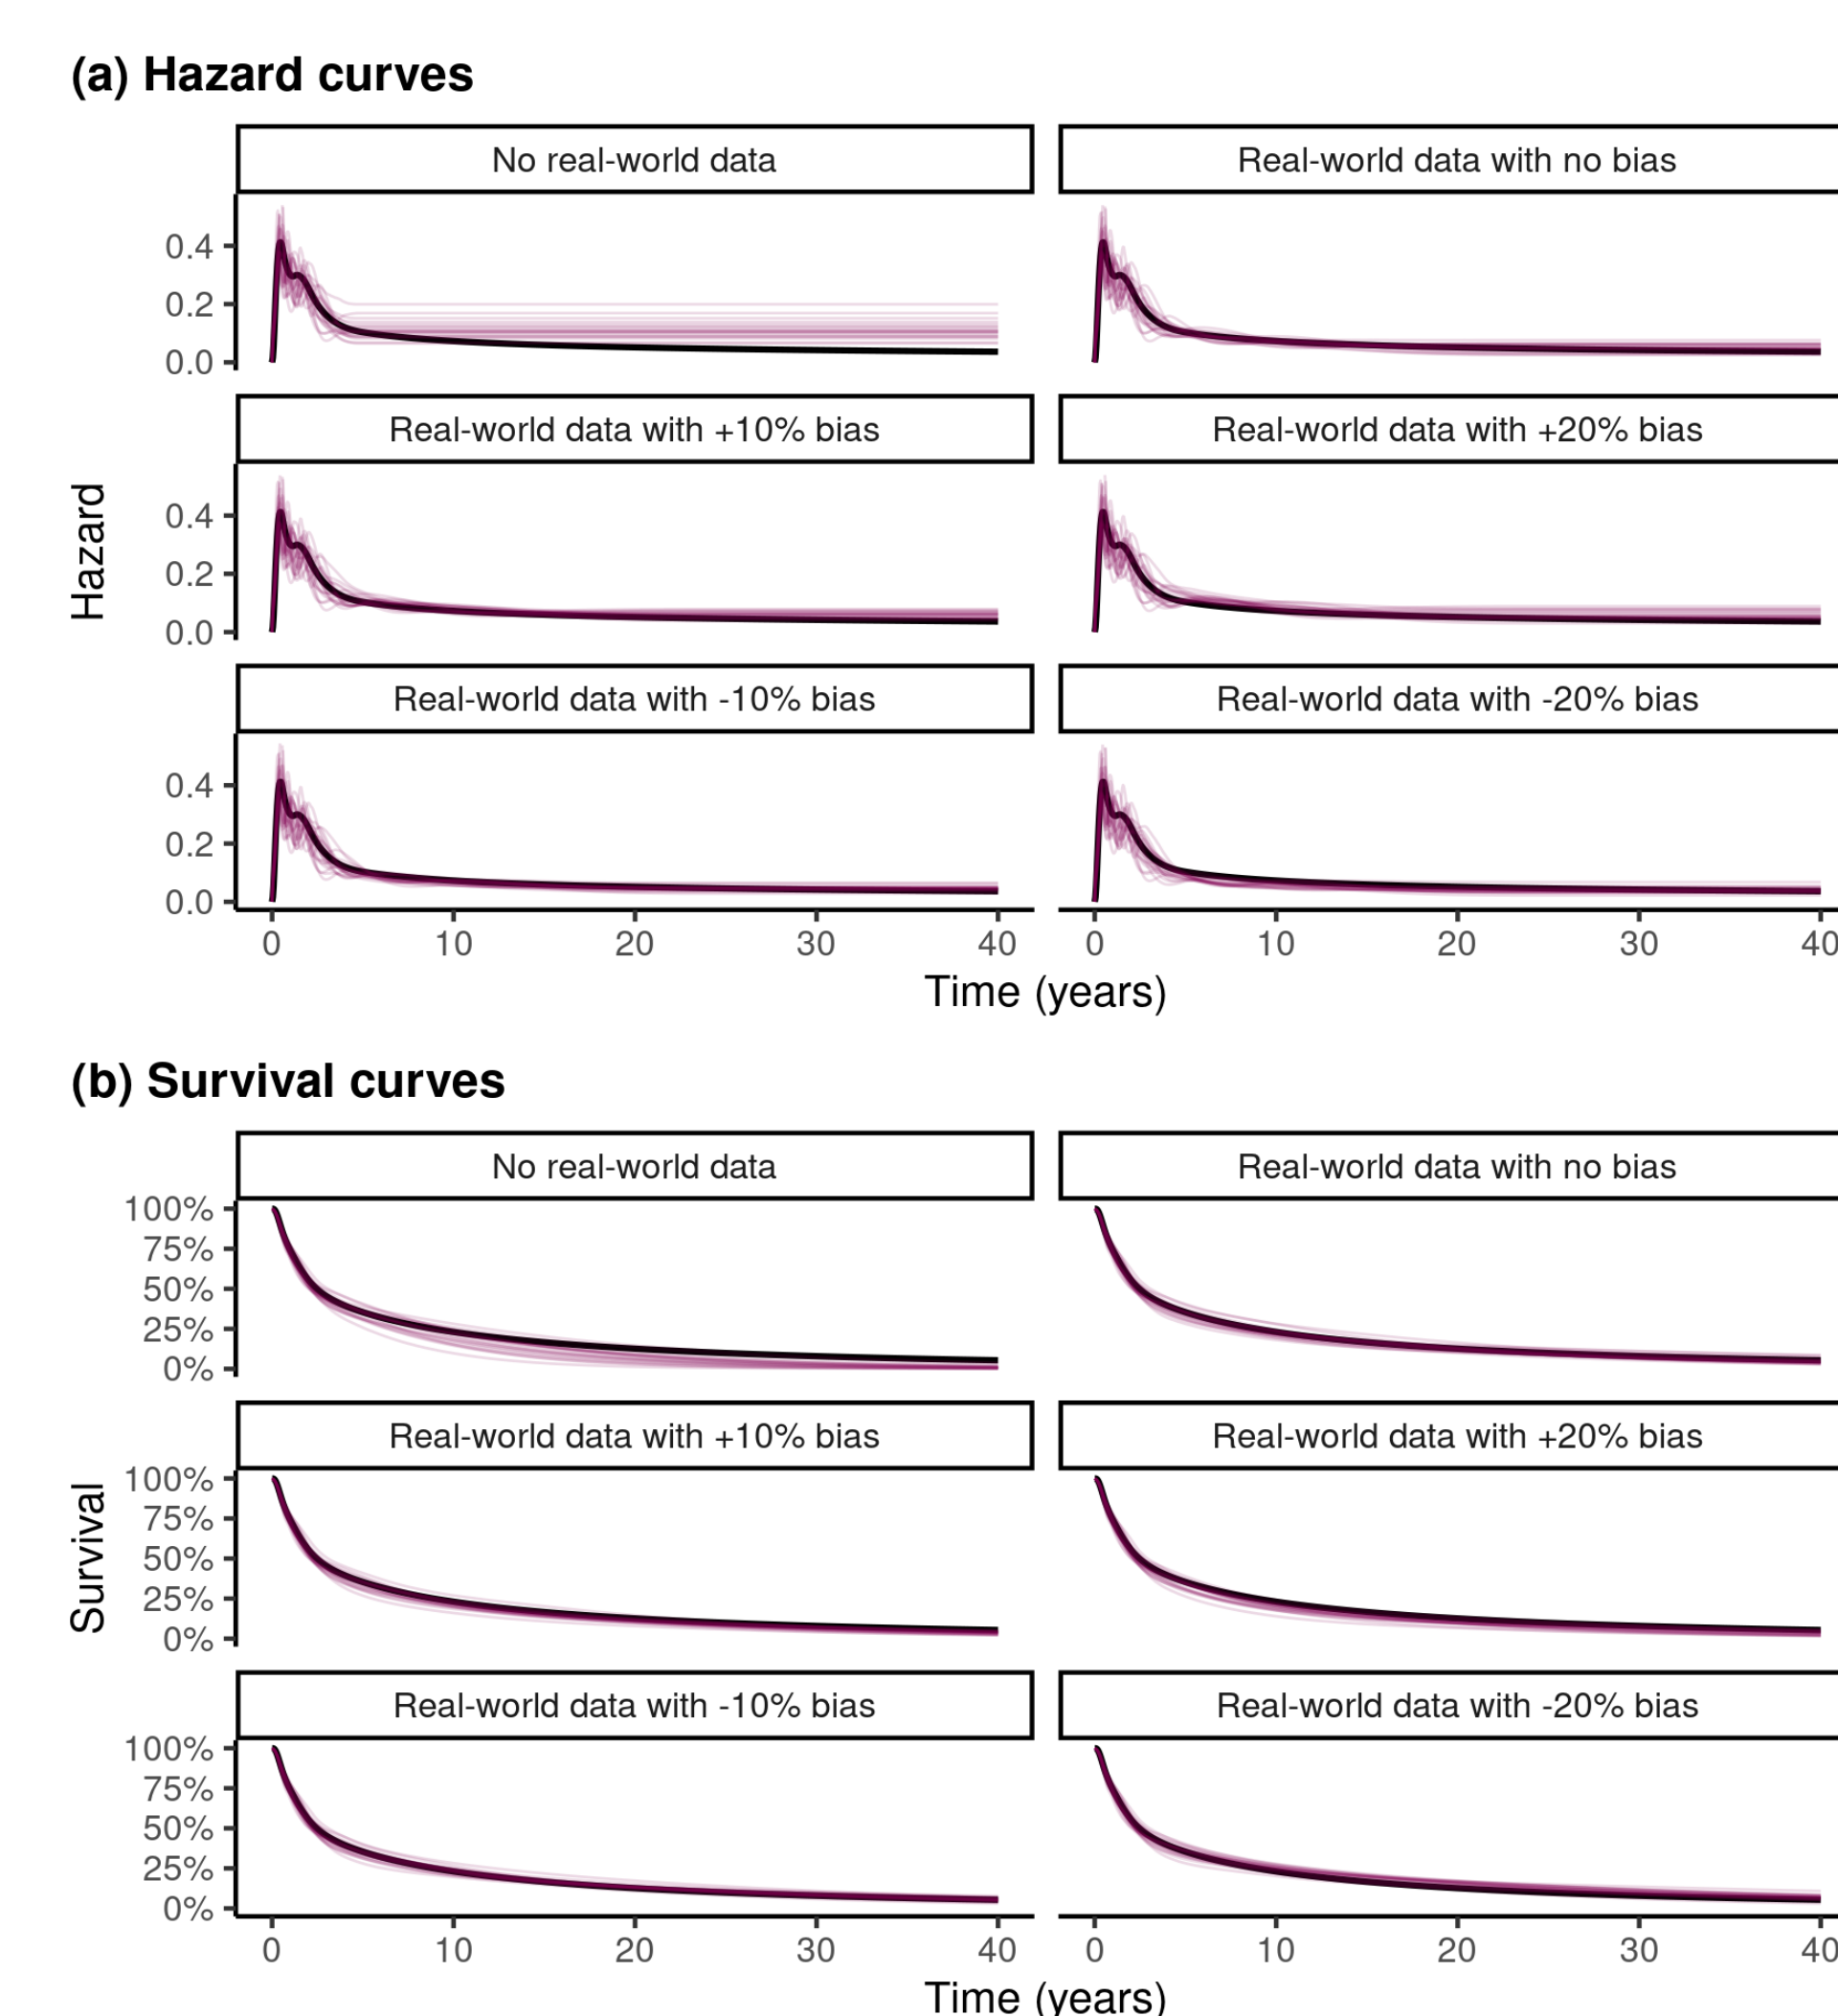 (a) Hazard curves
No real-world data
Real-world data with no bias
0.4
0.2
0.0
Real-world data with +10% bias
Real-world data with +20% bias
Hazard
0.4
0.2
0.0
Real-world data with -10% bias
Real-world data with -20% bias
0.4
0.2
0.0
0 10 20 30 40 0 10 20 30 40
Time (years)
(b) Survival curves
No real-world data
Real-world data with no bias
100%
75%
50%
25%
0%
Real-world data with +10% bias
Real-world data with +20% bias
Survival
100%
75%
50%
25%
0%
Real-world data with -10% bias
Real-world data with -20% bias
100%
75%
50%
25%
0%
0 10 20 30 40 0 10 20 30 40
Time (years)